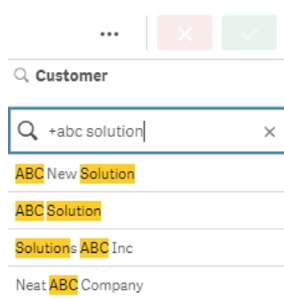 ...
Customer
+abc solution
ABC New Solution
ABC Solution
Solutions ABC Inc
Neat ABC Company